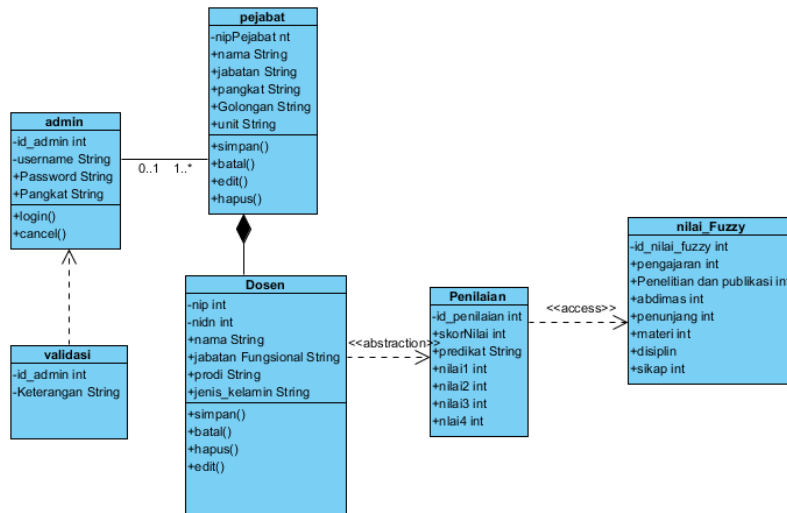 pejabat
-nipPejabat nt
+nama String
+jabatan String
+pangkat String
+Golongan String
+unit String
+simpan()
+batal()
+edit()
+hapus()
admin
-id_admin int
-username String
+Password String
+Pangkat String
+login()
+cancel()
0..1 1..*
validasi
-id_admin int
-Keterangan String
Dosen
-nip int
-nidn int
+nama String
+jabatan Fungsional String
+prodi String
+jenis_kelamin String
+simpan()
+batal()
+hapus()
+edit()
<<abstraction>>
Penilaian
-id_penilaian int
+skorNilai int
+predikat String
+nilai1 int
+nilai2 int
+nilai3 int
+nlai4 int
<<access>>
nilai_Fuzzy
-id_nilai_fuzzy int
+pengajaran int
+Penelitian dan publikasi int
+abdimas int
+penunjang int
+materi int
+disiplin
+sikap int